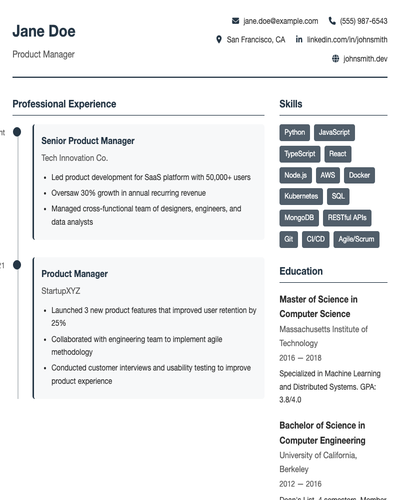 Jane Doe
Product Manager
jane.doe@example.com (555) 987-6543
San Francisco, CA linkedin.com/in/johnsmith
johnsmith.dev
Professional Experience
Senior Product Manager
Tech Innovation Co.
• Led product development for SaaS platform with 50,000+ users
• Oversaw 30% growth in annual recurring revenue
• Managed cross-functional team of designers, engineers, and
data analysts
21
Product Manager
StartupXYZ
• Launched 3 new product features that improved user retention by
25%
• Collaborated with engineering team to implement agile
methodology
• Conducted customer interviews and usability testing to improve
product experience
Skills
Python JavaScript
TypeScript React
Node.js AWS Docker
Kubernetes SQL
MongoDB RESTful APIs
Git CI/CD Agile/Scrum
Education
Master of Science in
Computer Science
Massachusetts Institute of
Technology
2016 — 2018
Specialized in Machine Learning
and Distributed Systems. GPA:
3.8/4.0
Bachelor of Science in
Computer Engineering
University of California,
Berkeley
2012 — 2016
Dean's List, 4 semesters. Member